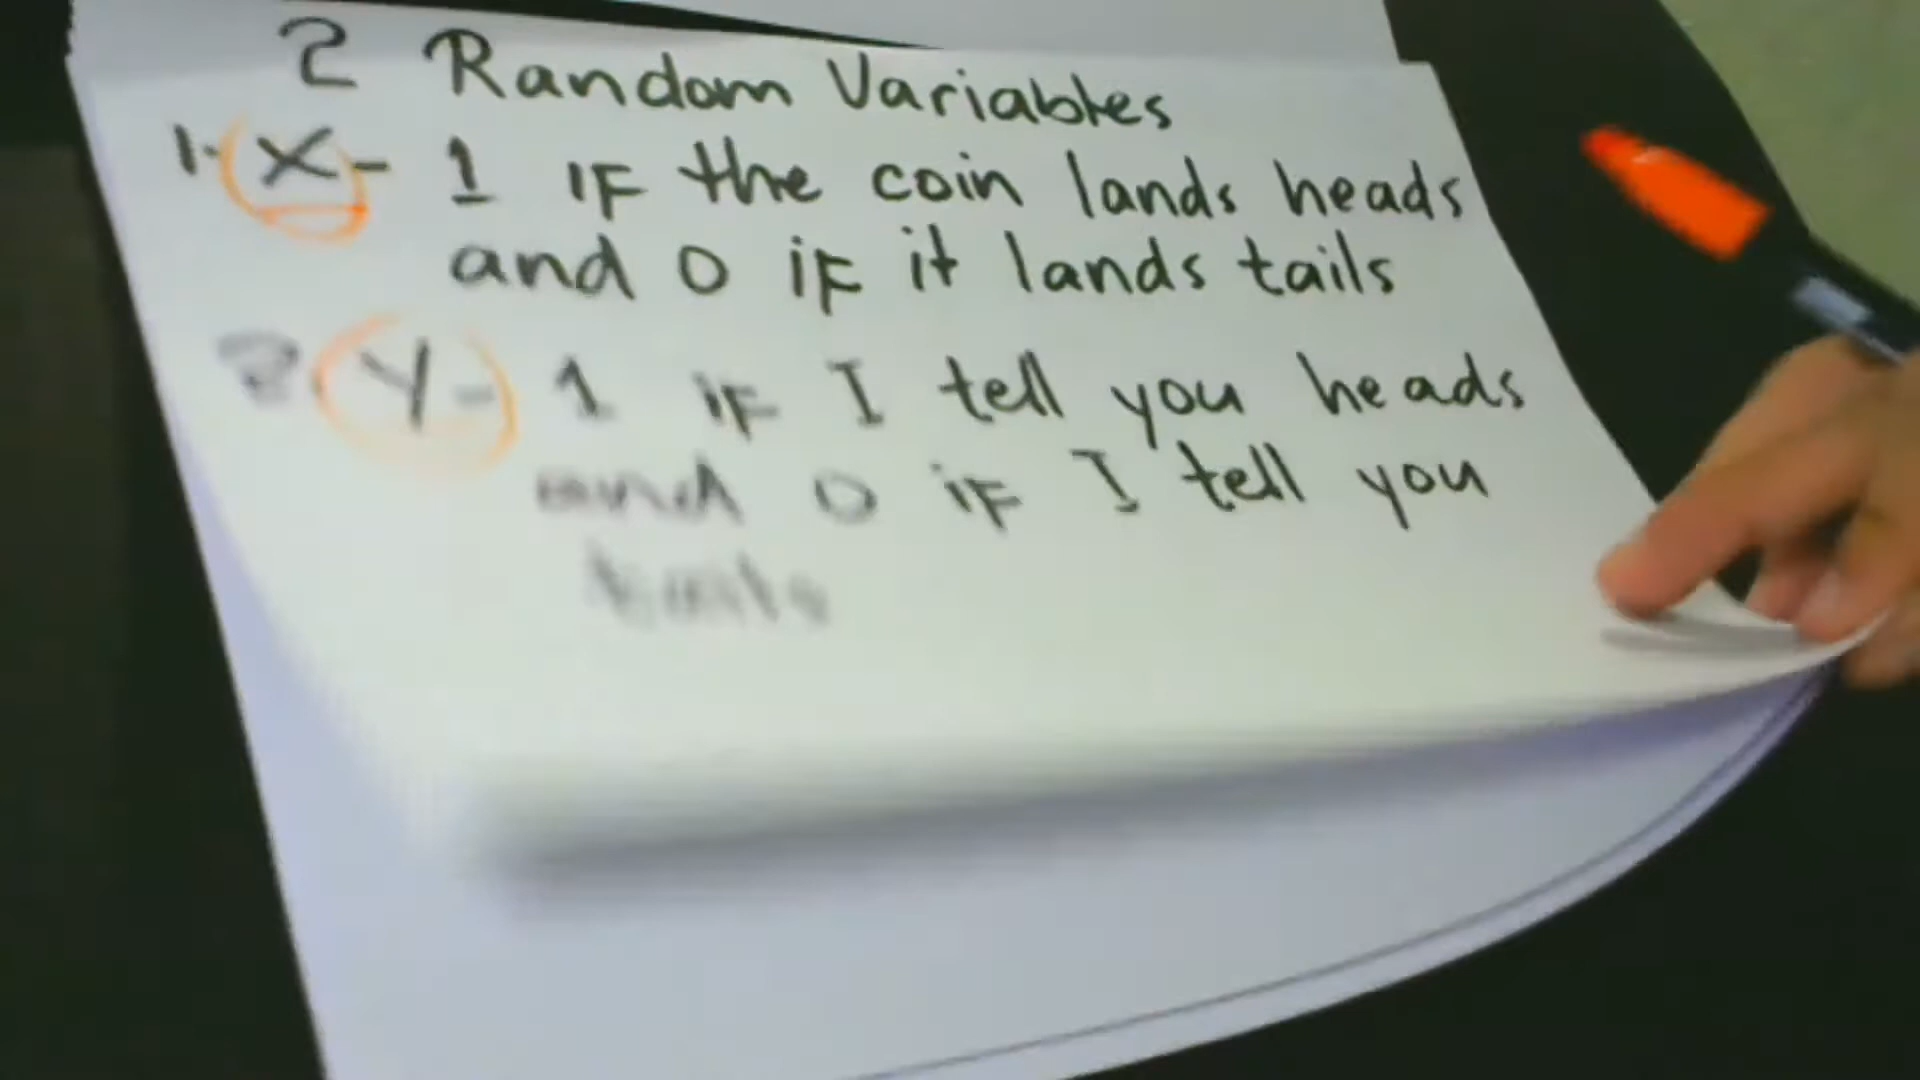 2 Random Variables
1. X - 1 IF the coin lands heads
and 0 iF it lands tails
2 Y - 1 iF I tell you heads
and 0 iF I tell you
tails